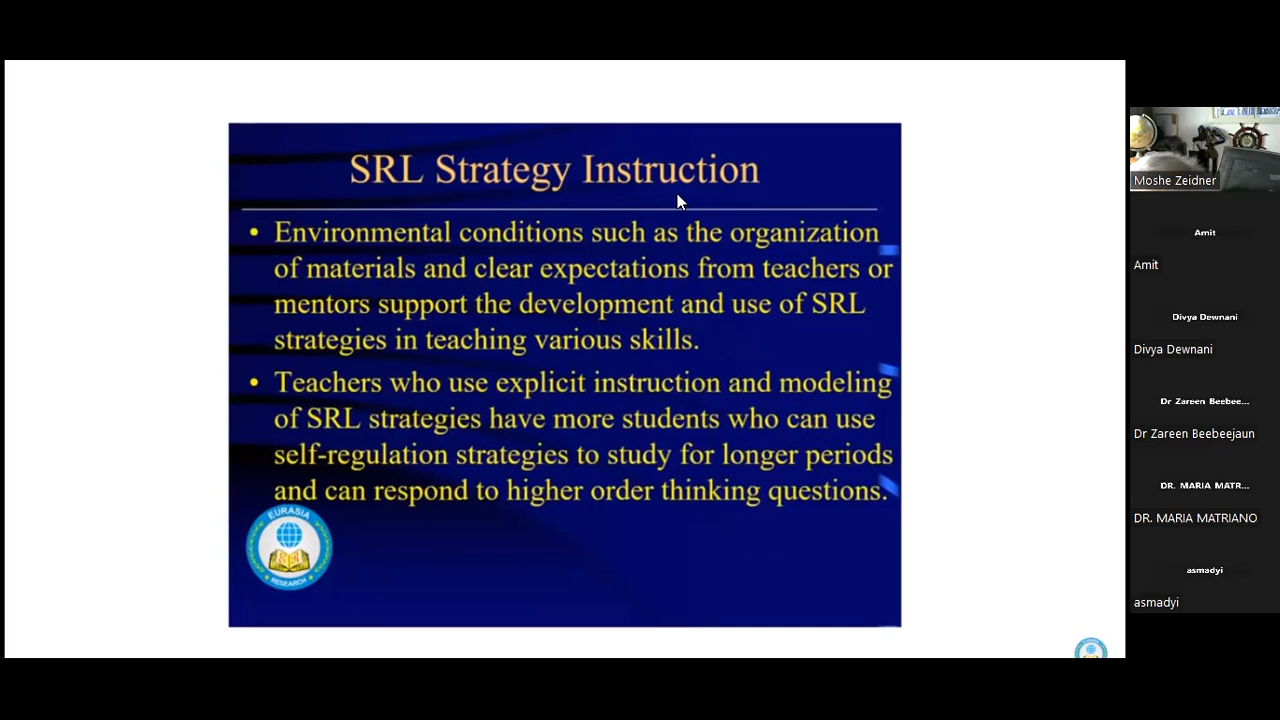 SRL Strategy Instruction
• Environmental conditions such as the organization
of materials and clear expectations from teachers or
mentors support the development and use of SRL
strategies in teaching various skills.
• Teachers who use explicit instruction and modeling
of SRL strategies have more students who can use
self-regulation strategies to study for longer periods
and can respond to higher order thinking questions.
EURASIA
RESEARCH
Moshe Zeidner
Amit
Amit
Divya Dewnani
Divya Dewnani
Dr Zareen Beebee...
Dr Zareen Beebeejaun
DR. MARIA MATR...
DR. MARIA MATRIANO
asmadyi
asmadyi